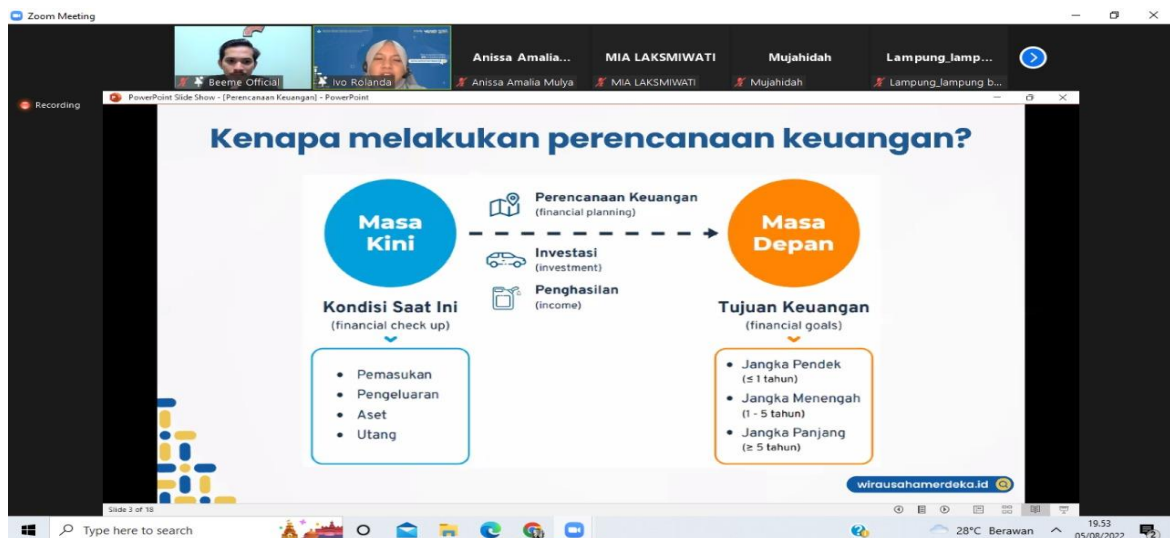 Zoom Meeting
Anissa Amalia...
MIA LAKSMIWATI
Mujahidah
Lampung_lamp...
Beeme Official
Ivo Rolanda
Anissa Amalia Mulya
MIA LAKSMIWATI
Mujahidah
Lampung_lampung b...
Recording
PowerPoint Slide Show - [Perencanaan Keuangan] - PowerPoint
Kenapa melakukan perencanaan keuangan?
Masa
Kini
Perencanaan Keuangan
(financial planning)
Investasi
(investment)
Penghasilan
(income)
Masa
Depan
Kondisi Saat Ini
(financial check up)
• Pemasukan
• Pengeluaran
• Aset
• Utang
Tujuan Keuangan
(financial goals)
• Jangka Pendek
(≤ 1 tahun)
• Jangka Menengah
(1 - 5 tahun)
• Jangka Panjang
(≥ 5 tahun)
wirausahamerdeka.id
Slide 3 of 18
Type here to search
28°C Berawan
19.53
05/08/2022